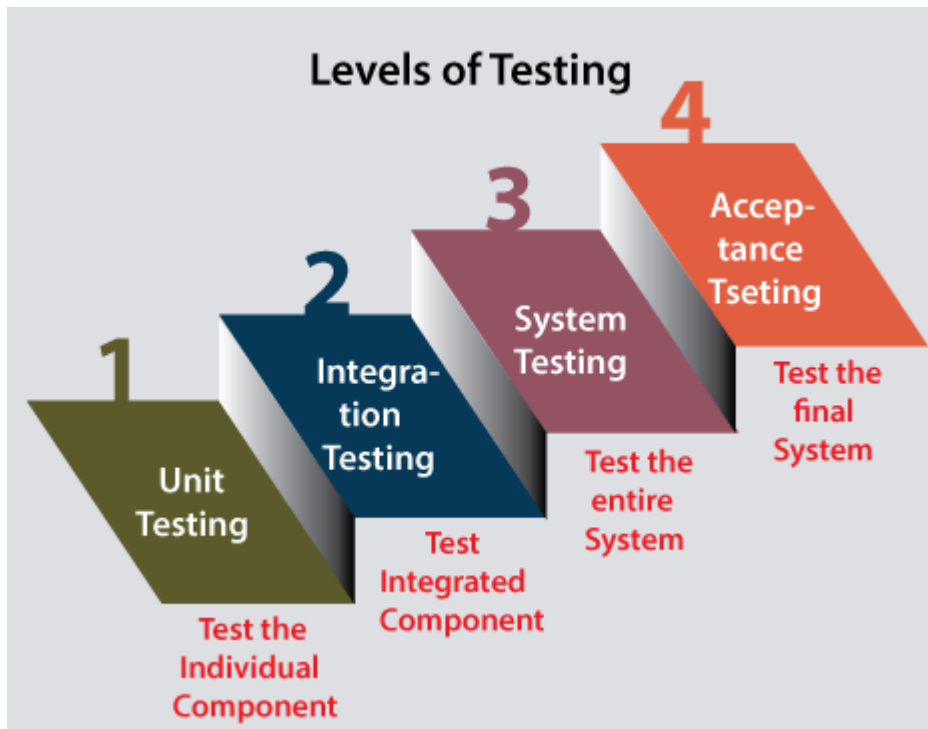 Levels of Testing
1
Unit
Testing
Test the
Individual
Component
2
Integra-
tion
Testing
Test
Integrated
Component
3
System
Testing
Test the
entire
System
4
Accep-
tance
Tseting
Test the
final
System